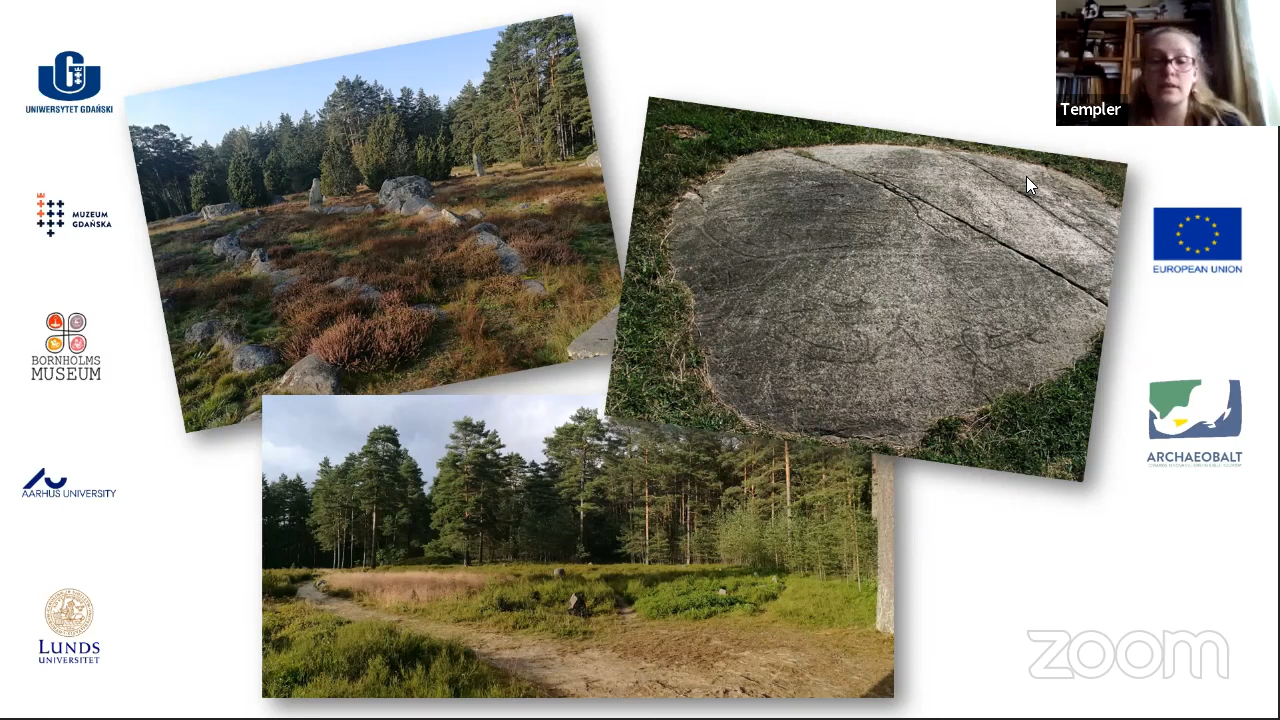 UNIWERSYTET GDAŃSKI
MUZEUM
GDAŃSKA
BORNHOLMS
MUSEUM
AARHUS UNIVERSITY
LUNDS
UNIVERSITET
Templer
EUROPEAN UNION
ARCHAEOBALT
zoom